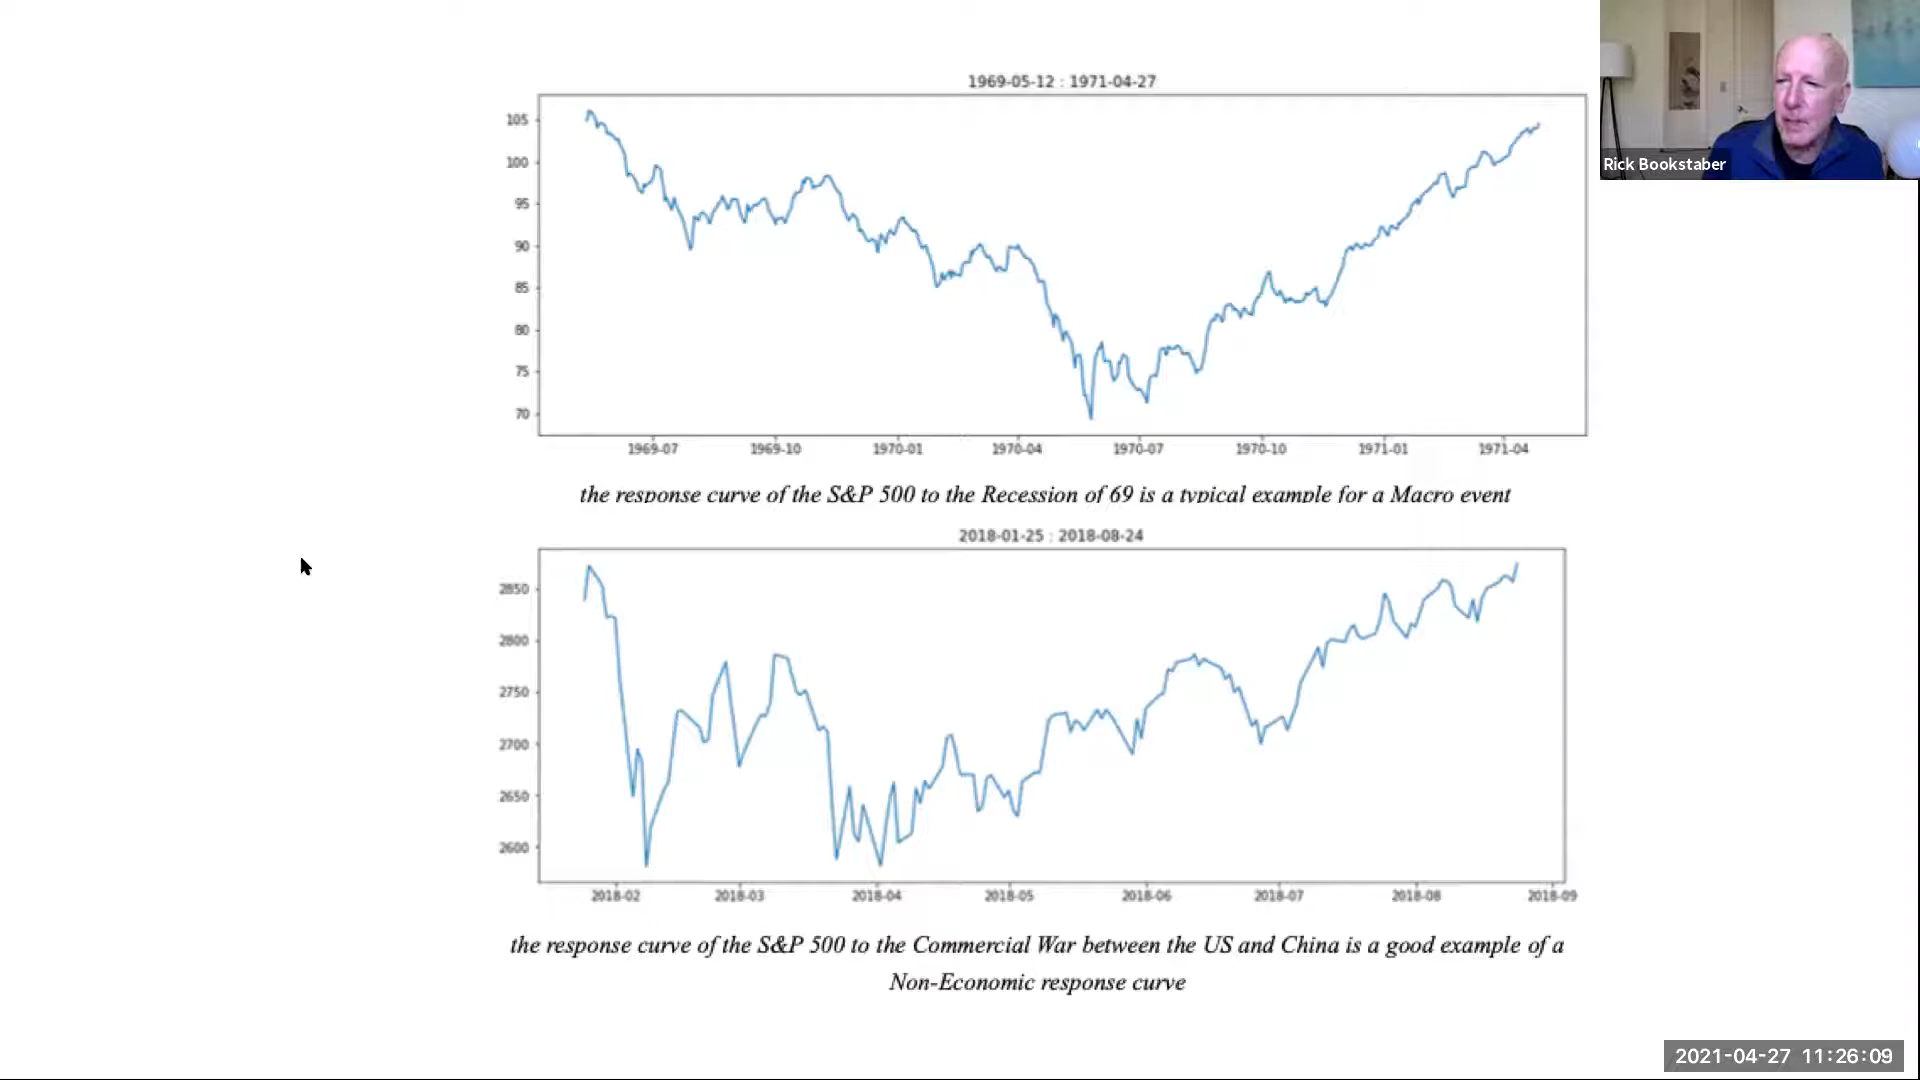 1969-05-12 : 1971-04-27
105
100
95
90
85
80
75
70
1969-07 1969-10 1970-01 1970-04 1970-07 1970-10 1971-01 1971-04
the response curve of the S&P 500 to the Recession of 69 is a typical example for a Macro event
2018-01-25 : 2018-08-24
2850
2800
2750
2700
2650
2600
2018-02 2018-03 2018-04 2018-05 2018-06 2018-07 2018-08 2018-09
the response curve of the S&P 500 to the Commercial War between the US and China is a good example of a
Non-Economic response curve
Rick Bookstaber
2021-04-27 11:26:09